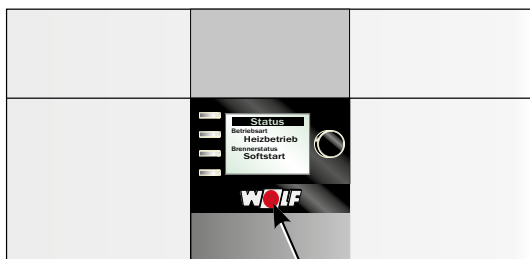 Status
Betriebsart
Heizbetrieb
Brennerstatus
Softstart
WOLF